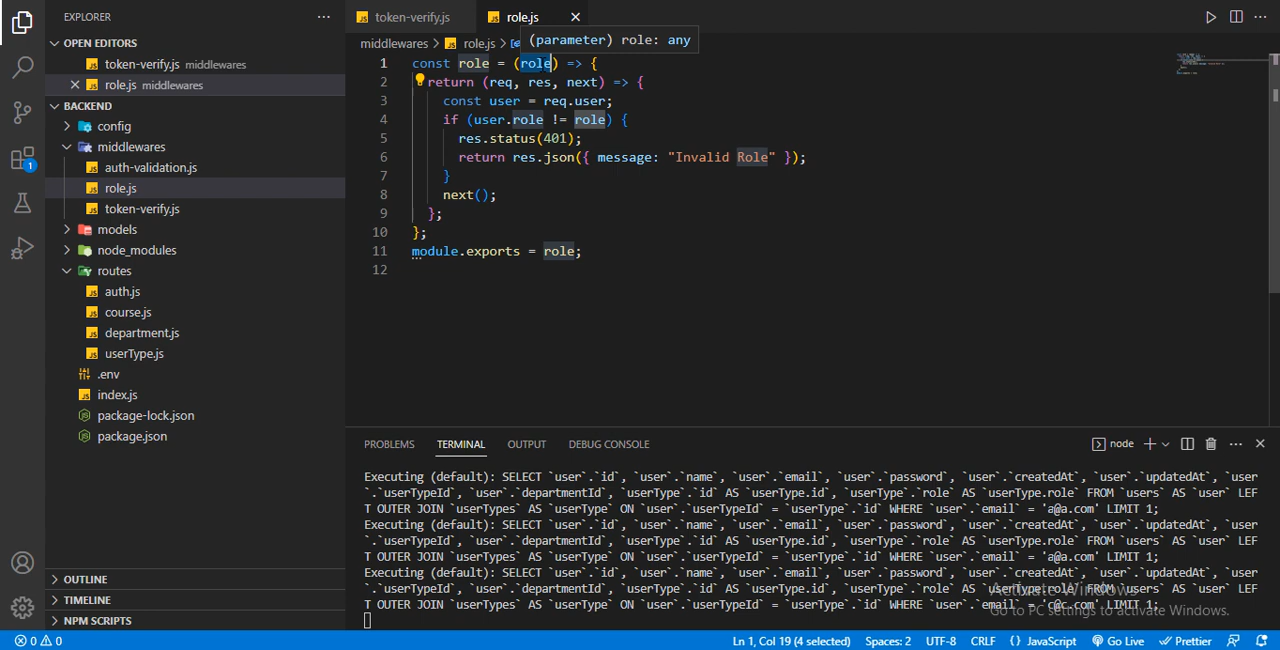 EXPLORER
OPEN EDITORS
token-verify.js middlewares
role.js middlewares
BACKEND
config
middlewares
auth-validation.js
role.js
token-verify.js
models
node_modules
routes
auth.js
course.js
department.js
userType.js
.env
index.js
package-lock.json
package.json
OUTLINE
TIMELINE
NPM SCRIPTS
1
token-verify.js
role.js
middlewares > role.js >
(parameter) role: any
1 const role = (role) => {
2 return (req, res, next) => {
3 const user = req.user;
4 if (user.role != role) {
5 res.status(401);
6 return res.json({ message: "Invalid Role" });
7 }
8 next();
9 };
10 };
11 module.exports = role;
12
PROBLEMS TERMINAL OUTPUT DEBUG CONSOLE
node
Executing (default): SELECT `user`.`id`, `user`.`name`, `user`.`email`, `user`.`password`, `user`.`createdAt`, `user`.`updatedAt`, `user
`.`userTypeId`, `user`.`departmentId`, `userType`.`id` AS `userType.id`, `userType`.`role` AS `userType.role` FROM `users` AS `user` LEF
T OUTER JOIN `userTypes` AS `userType` ON `user`.`userTypeId` = `userType`.`id` WHERE `user`.`email` = 'a@a.com' LIMIT 1;
Executing (default): SELECT `user`.`id`, `user`.`name`, `user`.`email`, `user`.`password`, `user`.`createdAt`, `user`.`updatedAt`, `user
`.`userTypeId`, `user`.`departmentId`, `userType`.`id` AS `userType.id`, `userType`.`role` AS `userType.role` FROM `users` AS `user` LEF
T OUTER JOIN `userTypes` AS `userType` ON `user`.`userTypeId` = `userType`.`id` WHERE `user`.`email` = 'a@a.com' LIMIT 1;
Executing (default): SELECT `user`.`id`, `user`.`name`, `user`.`email`, `user`.`password`, `user`.`createdAt`, `user`.`updatedAt`, `user
`.`userTypeId`, `user`.`departmentId`, `userType`.`id` AS `userType.id`, `userType`.`role` AS `userType.role` FROM `users` AS `user` LEF
T OUTER JOIN `userTypes` AS `userType` ON `user`.`userTypeId` = `userType`.`id` WHERE `user`.`email` = 'c@c.com' LIMIT 1;
Activate Windows
Go to PC settings to activate Windows.
0 0
Ln 1, Col 19 (4 selected) Spaces: 2 UTF-8 CRLF {} JavaScript Go Live Prettier